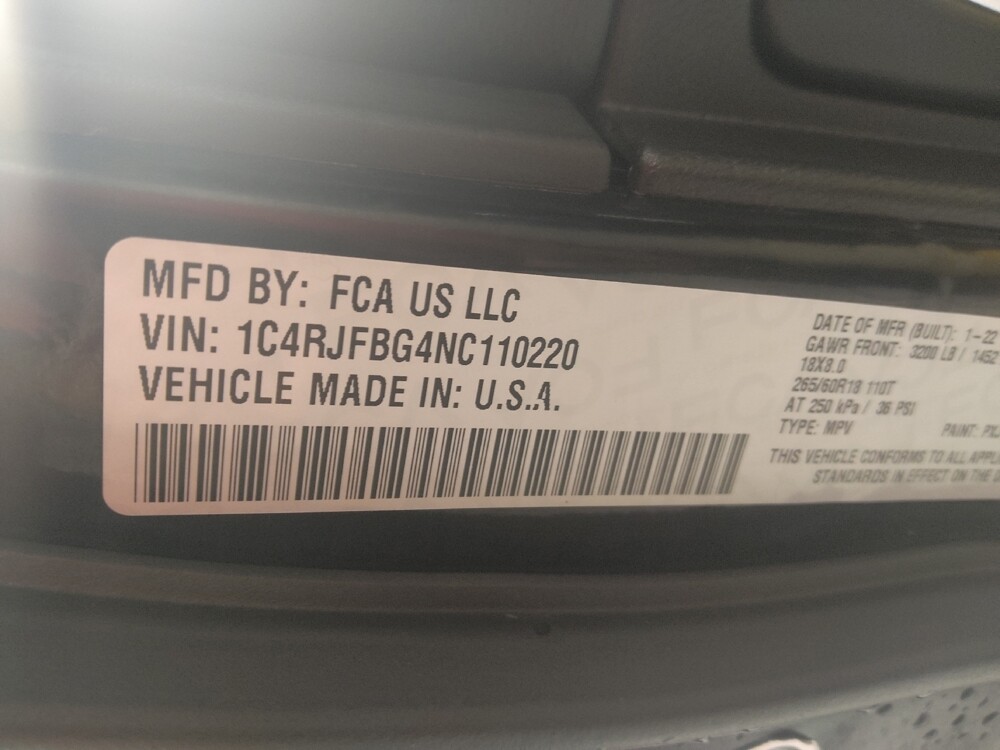 MFD BY: FCA US LLC
VIN: 1C4RJFBG4NC110220
VEHICLE MADE IN: U.S.A.
DATE OF MFR (BUILT): 1-22
GAWR FRONT: 3200 LB / 1452
18X8.0
265/60R18 110T
AT 250 kPa / 36 PSI
TYPE: MPV PAINT:
THIS VEHICLE CONFORMS TO ALL
STANDARDS IN EFFECT ON THE